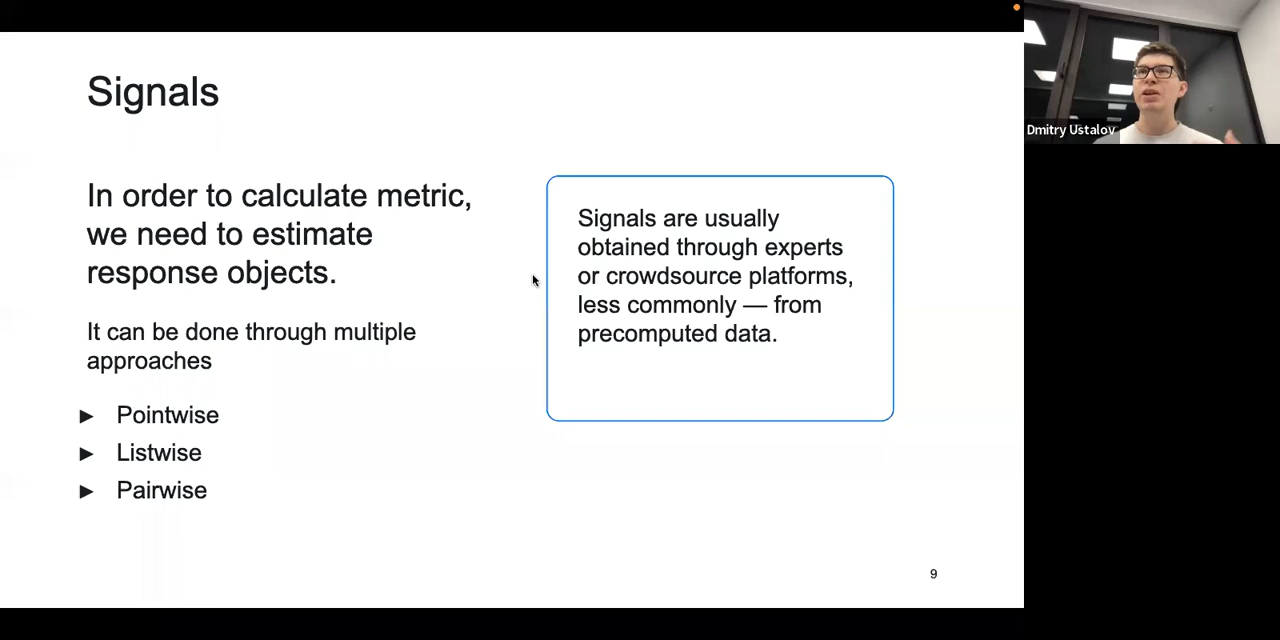 Signals
In order to calculate metric,
we need to estimate
response objects.
It can be done through multiple
approaches
► Pointwise
► Listwise
► Pairwise
Signals are usually
obtained through experts
or crowdsource platforms,
less commonly — from
precomputed data.
9
Dmitry Ustalov